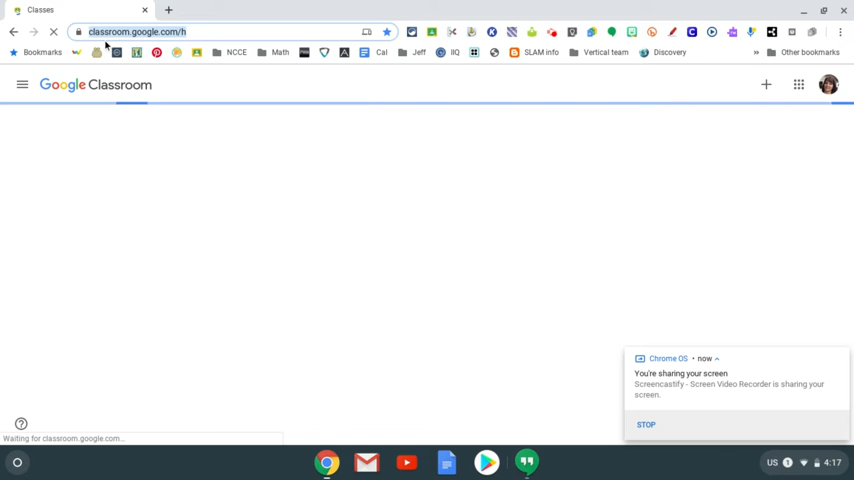 Classes
classroom.google.com/h
Bookmarks
NCCE
Math
Cal
Jeff
IIQ
SLAM info
Vertical team
Discovery
»
Other bookmarks
Google Classroom
Chrome OS • now
You're sharing your screen
Screencastify - Screen Video Recorder is sharing your
screen.
STOP
Waiting for classroom.google.com...
US 1 4:17